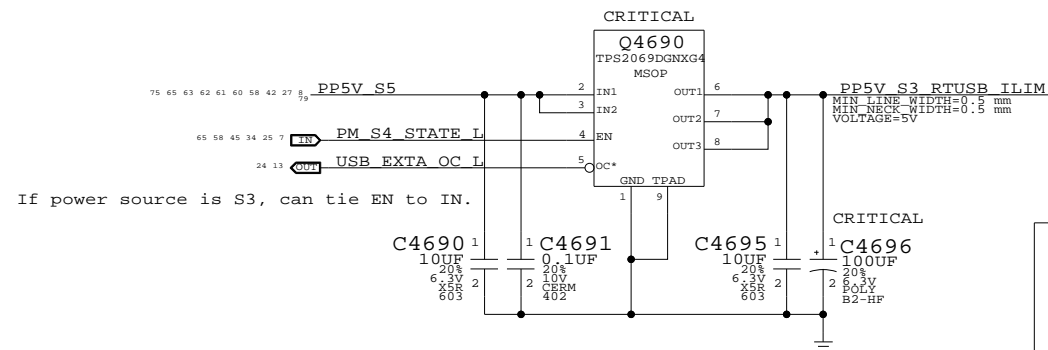 CRITICAL
Q4690
TPS2069DGNXG4
MSOP
75 65 63 62 61 60 58 42 27 8
79
PP5V_S5
2 IN1
3 IN2
OUT1 6
PP5V_S3_RTUSB_ILIM
MIN_LINE_WIDTH=0.5 mm
MIN_NECK_WIDTH=0.5 mm
VOLTAGE=5V
OUT2 7
65 58 45 34 25 7 IN PM_S4_STATE_L
4 EN
OUT3 8
24 13 OUT USB_EXTA_OC_L
5 OC*
GND TPAD
1 9
If power source is S3, can tie EN to IN.
CRITICAL
C4690 1
10UF
20%
6.3V
X5R
603
2
1 C4691
0.1UF
20%
10V
CERM
402
2
C4695 1
10UF
20%
6.3V
X5R
603
2
+
1 C4696
100UF
20%
6.3V
POLY
B2-HF
2